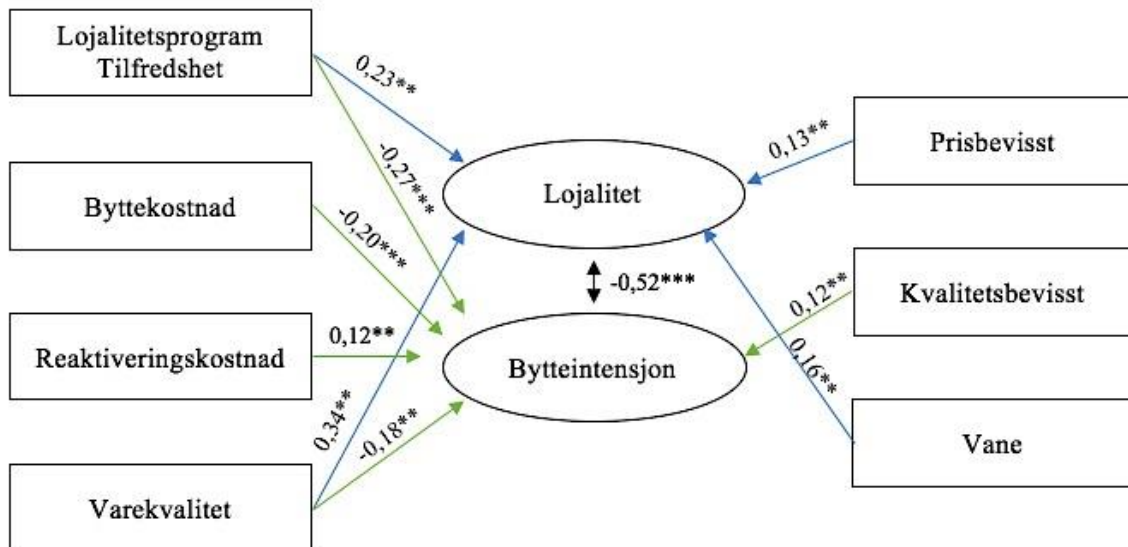 Lojalitetsprogram
Tilfredshet
Byttekostnad
Reaktiveringskostnad
Varekvalitet
0,23**
-0,27***
-0,20***
0,12**
0,34**
-0,18**
Lojalitet
-0,52***
Bytteintensjon
0,13**
0,12**
0,16**
Prisbevisst
Kvalitetsbevisst
Vane